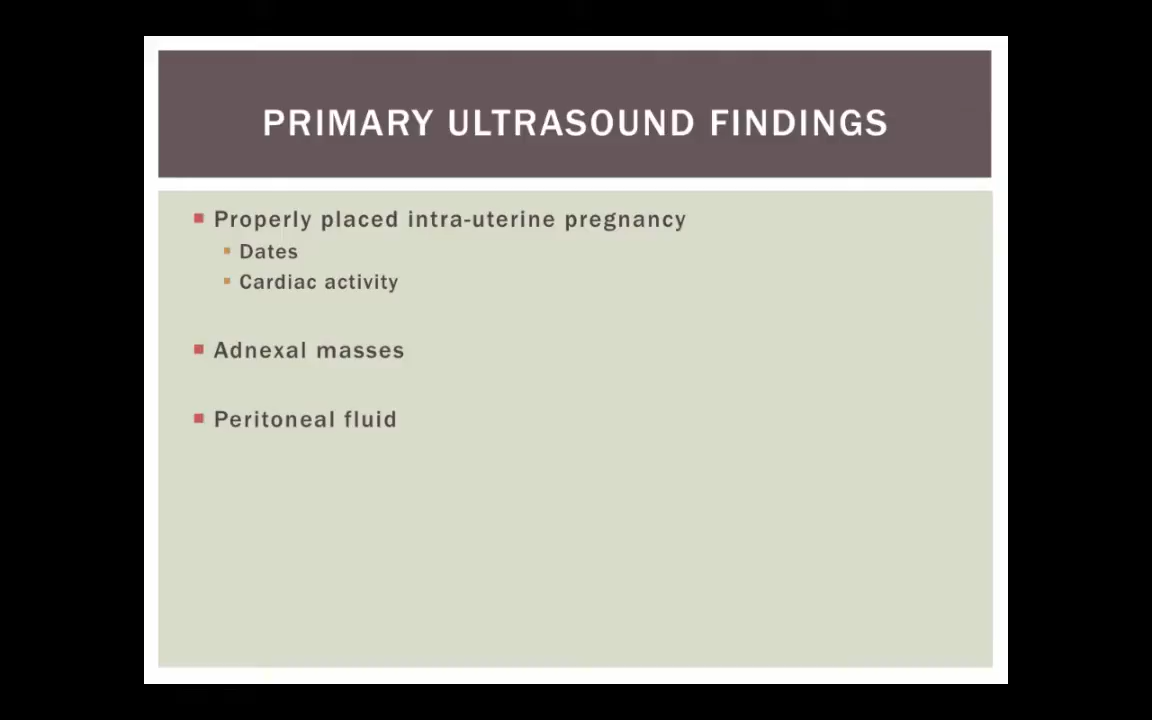 PRIMARY ULTRASOUND FINDINGS
Properly placed intra-uterine pregnancy
Dates
Cardiac activity
Adnexal masses
Peritoneal fluid